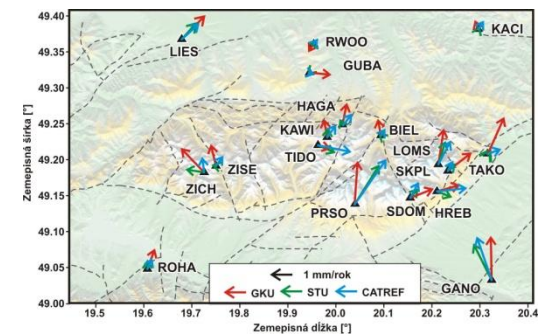 49.40
49.35
49.30
49.25
49.20
49.15
49.10
49.05
49.00
Zemepisná šírka [°]
KACI
LIES
RWOO
GUBA
HAGA
KAWI
BIEL
TIDO
LOMS
SKPL
TAKO
ZISE
ZICH
PRSO
SDOM
HREB
ROHA
GANO
1 mm/rok
GKU STU CATREF
19.5 19.6 19.7 19.8 19.9 20.0 20.1 20.2 20.3 20.4
Zemepisná dĺžka [°]